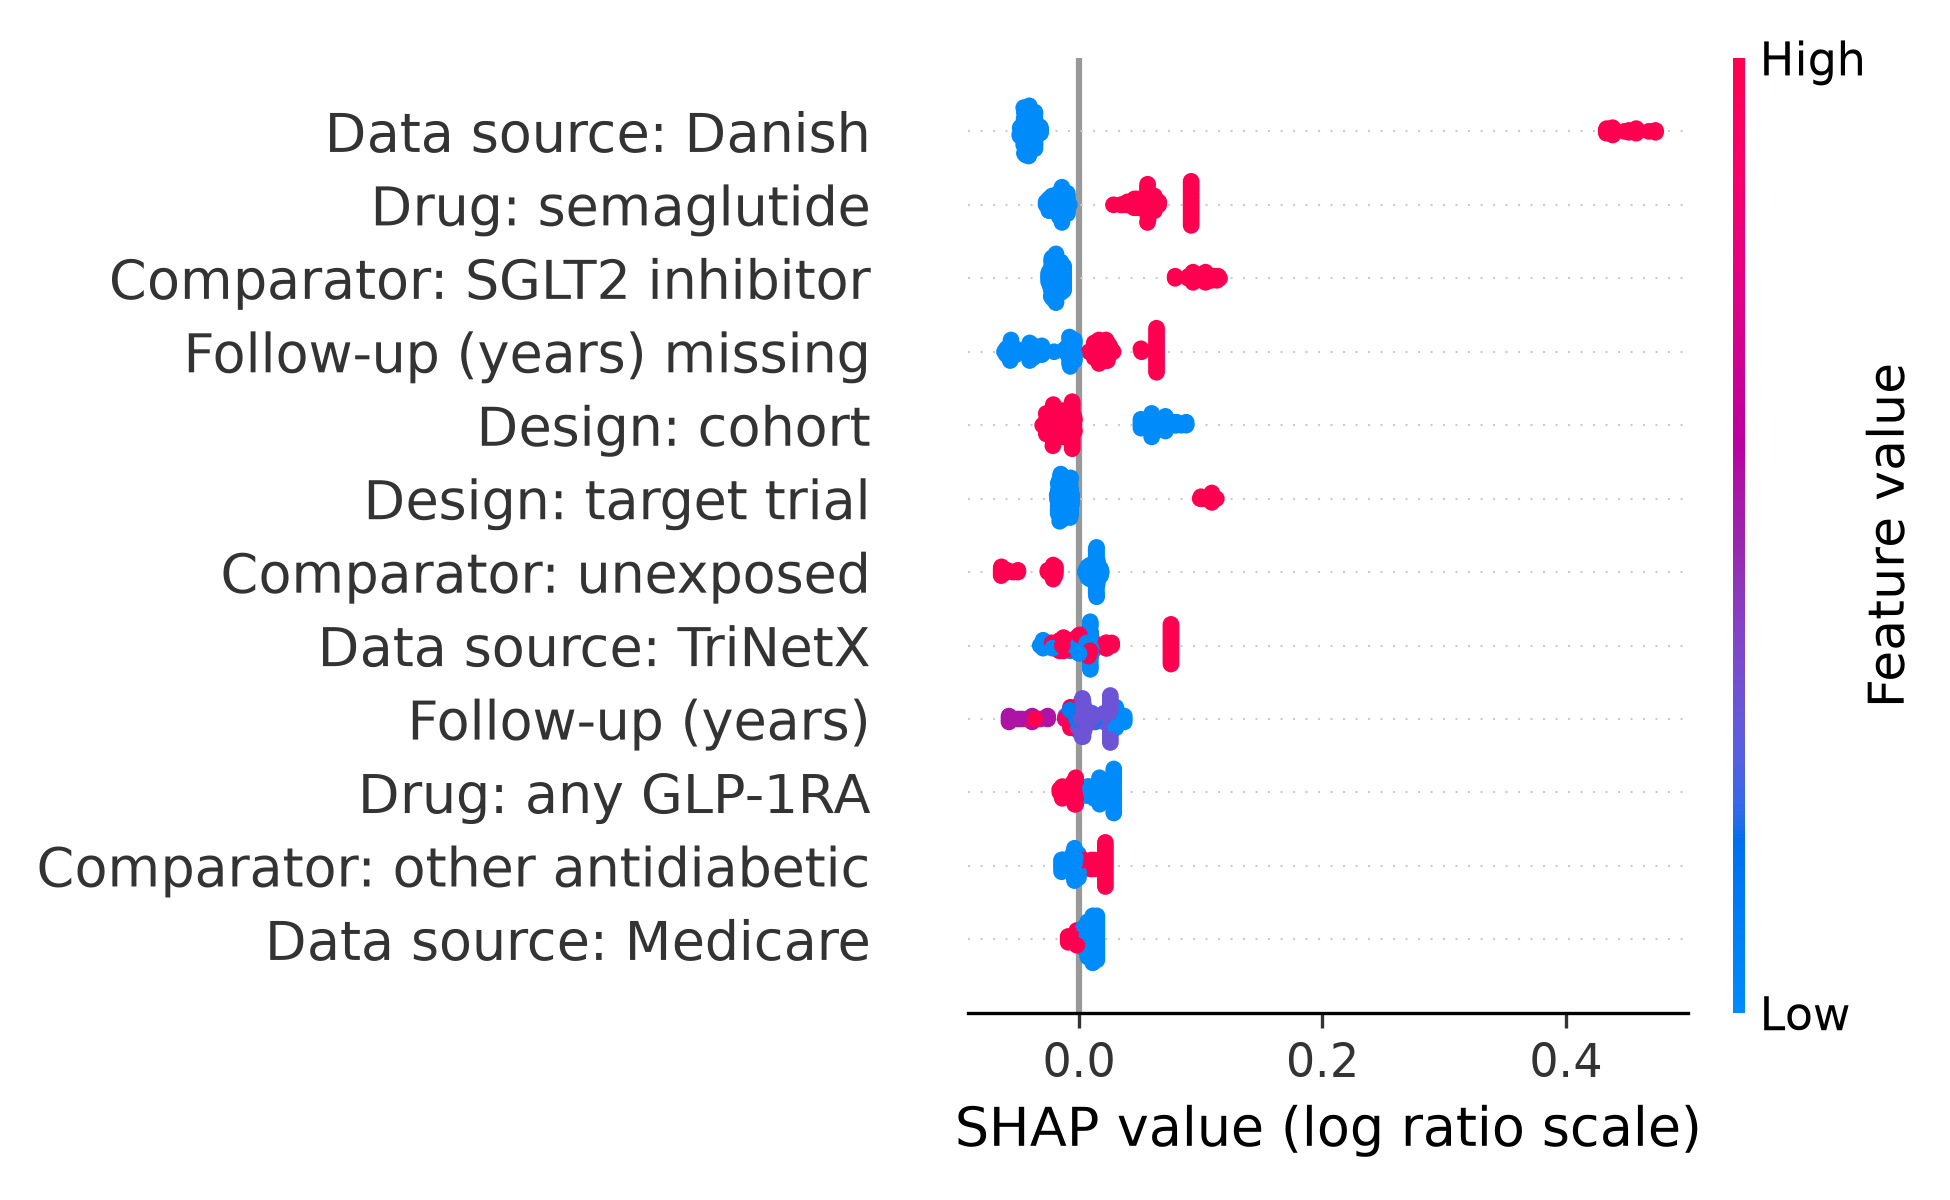 High
Data source: Danish
Drug: semaglutide
Comparator: SGLT2 inhibitor
Follow-up (years) missing
Design: cohort
Design: target trial
Comparator: unexposed
Data source: TriNetX
Follow-up (years)
Drug: any GLP-1RA
Comparator: other antidiabetic
Data source: Medicare
Feature value
Low
0.0 0.2 0.4
SHAP value (log ratio scale)